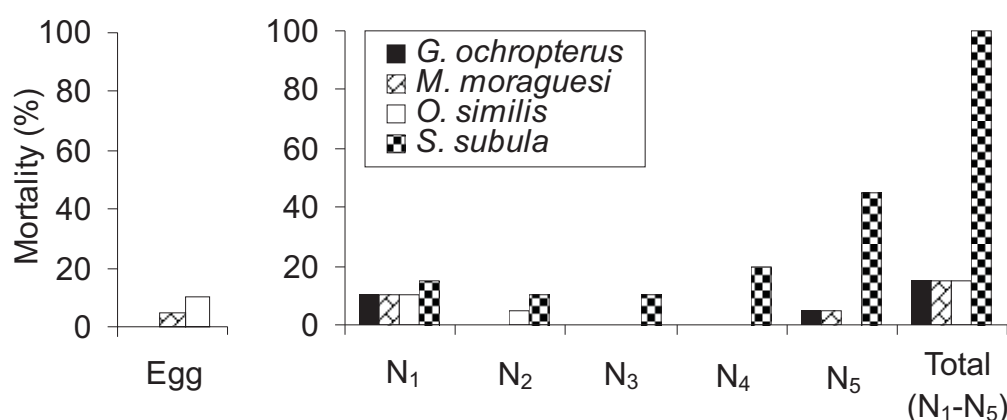 Mortality (%)
100
80
60
40
20
0
Egg
100
80
60
40
20
0
G. ochropterus
M. moraguesi
O. similis
S. subula
N₁
N₂
N₃
N₄
N₅
Total
(N₁-N₅)